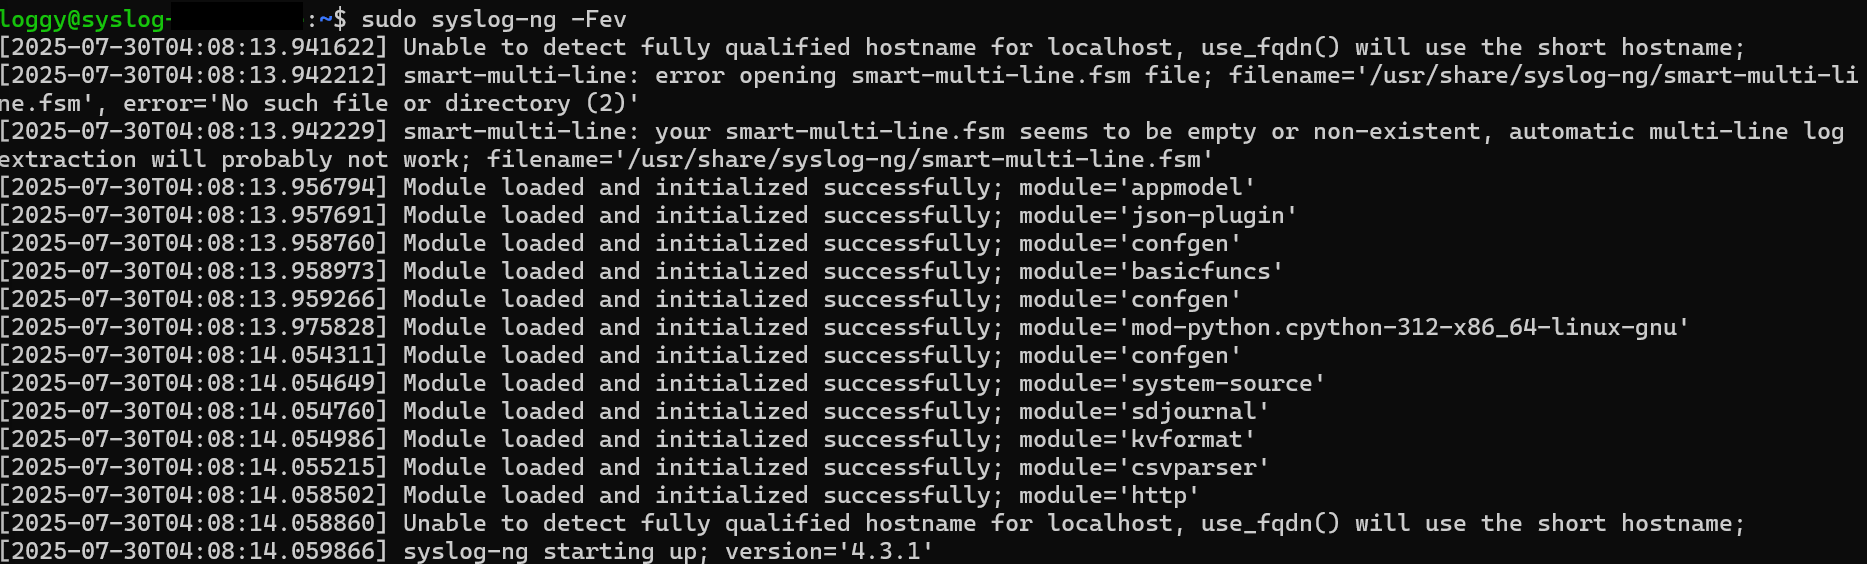 loggy@syslog-:~$ sudo syslog-ng -Fev
[2025-07-30T04:08:13.941622] Unable to detect fully qualified hostname for localhost, use_fqdn() will use the short hostname;
[2025-07-30T04:08:13.942212] smart-multi-line: error opening smart-multi-line.fsm file; filename='/usr/share/syslog-ng/smart-multi-li
ne.fsm', error='No such file or directory (2)'
[2025-07-30T04:08:13.942229] smart-multi-line: your smart-multi-line.fsm seems to be empty or non-existent, automatic multi-line log
extraction will probably not work; filename='/usr/share/syslog-ng/smart-multi-line.fsm'
[2025-07-30T04:08:13.956794] Module loaded and initialized successfully; module='appmodel'
[2025-07-30T04:08:13.957691] Module loaded and initialized successfully; module='json-plugin'
[2025-07-30T04:08:13.958760] Module loaded and initialized successfully; module='confgen'
[2025-07-30T04:08:13.958973] Module loaded and initialized successfully; module='basicfuncs'
[2025-07-30T04:08:13.959266] Module loaded and initialized successfully; module='confgen'
[2025-07-30T04:08:13.975828] Module loaded and initialized successfully; module='mod-python.cpython-312-x86_64-linux-gnu'
[2025-07-30T04:08:14.054311] Module loaded and initialized successfully; module='confgen'
[2025-07-30T04:08:14.054649] Module loaded and initialized successfully; module='system-source'
[2025-07-30T04:08:14.054760] Module loaded and initialized successfully; module='sdjournal'
[2025-07-30T04:08:14.054986] Module loaded and initialized successfully; module='kvformat'
[2025-07-30T04:08:14.055215] Module loaded and initialized successfully; module='csvparser'
[2025-07-30T04:08:14.058502] Module loaded and initialized successfully; module='http'
[2025-07-30T04:08:14.058860] Unable to detect fully qualified hostname for localhost, use_fqdn() will use the short hostname;
[2025-07-30T04:08:14.059866] syslog-ng starting up; version='4.3.1'